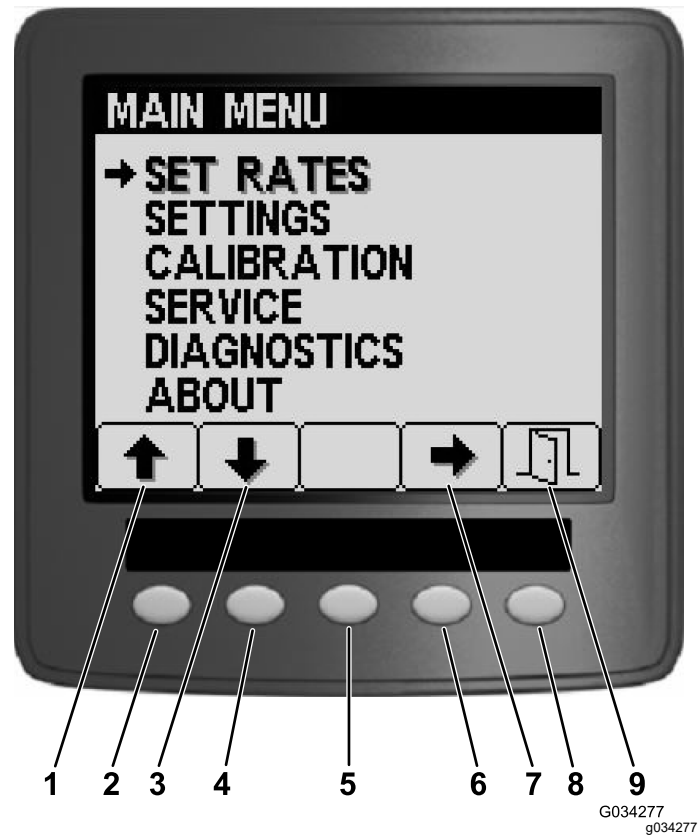 MAIN MENU
SET RATES
SETTINGS
CALIBRATION
SERVICE
DIAGNOSTICS
ABOUT
1 2 3 4 5 6 7 8 9
G034277
g034277